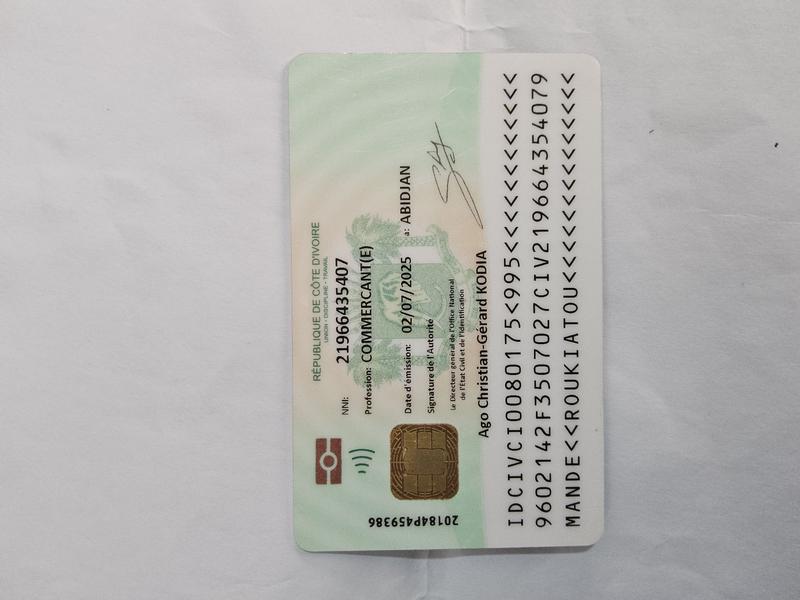 RÉPUBLIQUE DE CÔTE D'IVOIRE
UNION - DISCIPLINE - TRAVAIL
NNI: 21966435407
Profession: COMMERCANT(E)
Date d'émission: 02/07/2025 à: ABIDJAN
Signature de l'Autorité
Le Directeur général de l'Office National
de l'Etat Civil et de l'Identification
Ago Christian-Gérard KODIA
20184P459386
IDCIVCI0080175<995<<<<<<<<<<<<
9602142F3507027CIV219664354079
MANDE<<ROUKIATOU<<<<<<<<<<<<<<